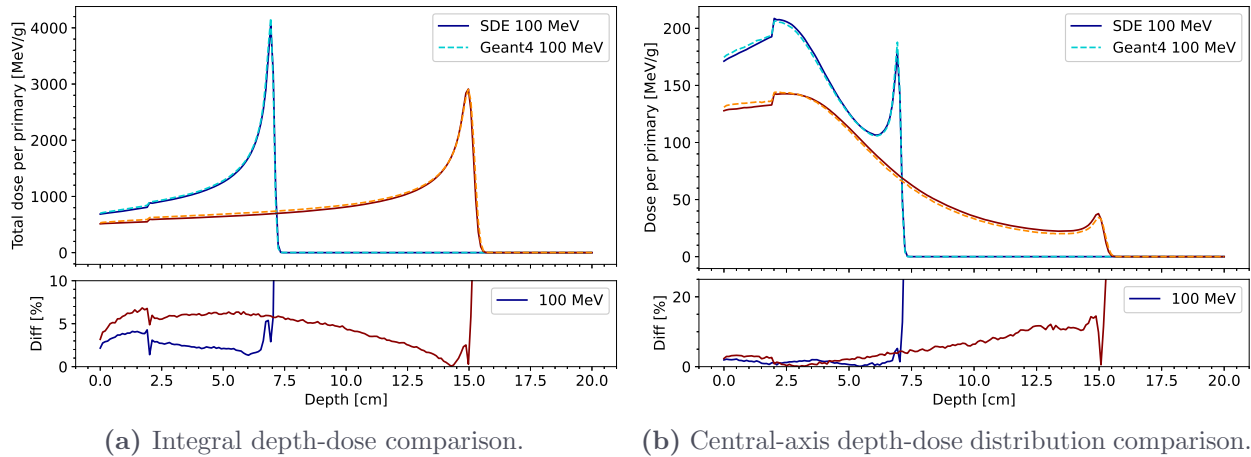 Total dose per primary [MeV/g]
4000
3000
2000
1000
0
SDE 100 MeV
Geant4 100 MeV
Diff [%]
10
5
0
100 MeV
0.0 2.5 5.0 7.5 10.0 12.5 15.0 17.5 20.0
Depth [cm]
(a) Integral depth-dose comparison.
Dose per primary [MeV/g]
200
150
100
50
0
SDE 100 MeV
Geant4 100 MeV
Diff [%]
20
0
100 MeV
0.0 2.5 5.0 7.5 10.0 12.5 15.0 17.5 20.0
Depth [cm]
(b) Central-axis depth-dose distribution comparison.